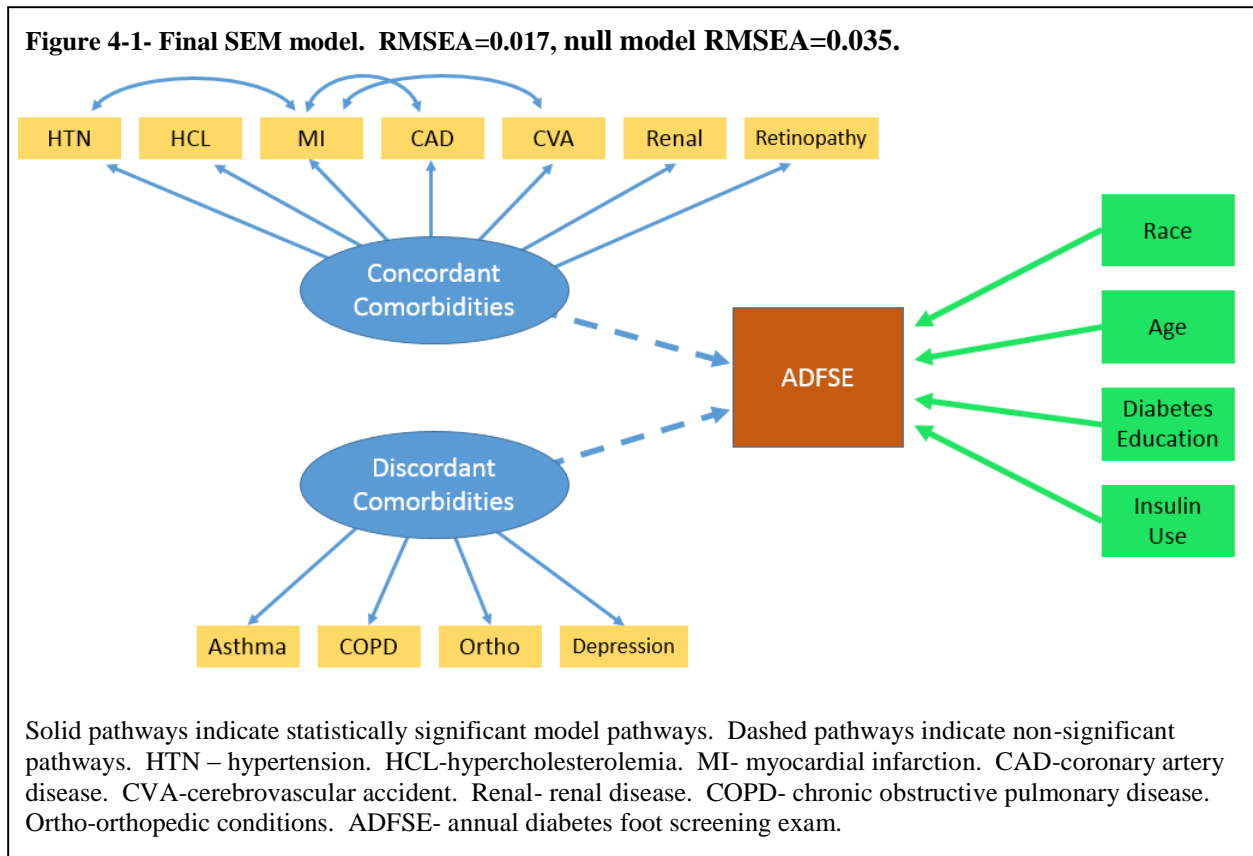 Figure 4-1- Final SEM model.  RMSEA=0.017, null model RMSEA=0.035.
HTN
HCL
MI
CAD
CVA
Renal
Retinopathy
Concordant
Comorbidities
Race
Age
ADFSE
Diabetes
Education
Discordant
Comorbidities
Insulin
Use
Asthma
COPD
Ortho
Depression
Solid pathways indicate statistically significant model pathways.  Dashed pathways indicate non-significant
pathways.  HTN – hypertension.  HCL-hypercholesterolemia.  MI- myocardial infarction.  CAD-coronary artery
disease.  CVA-cerebrovascular accident.  Renal- renal disease.  COPD- chronic obstructive pulmonary disease.
Ortho-orthopedic conditions.  ADFSE- annual diabetes foot screening exam.